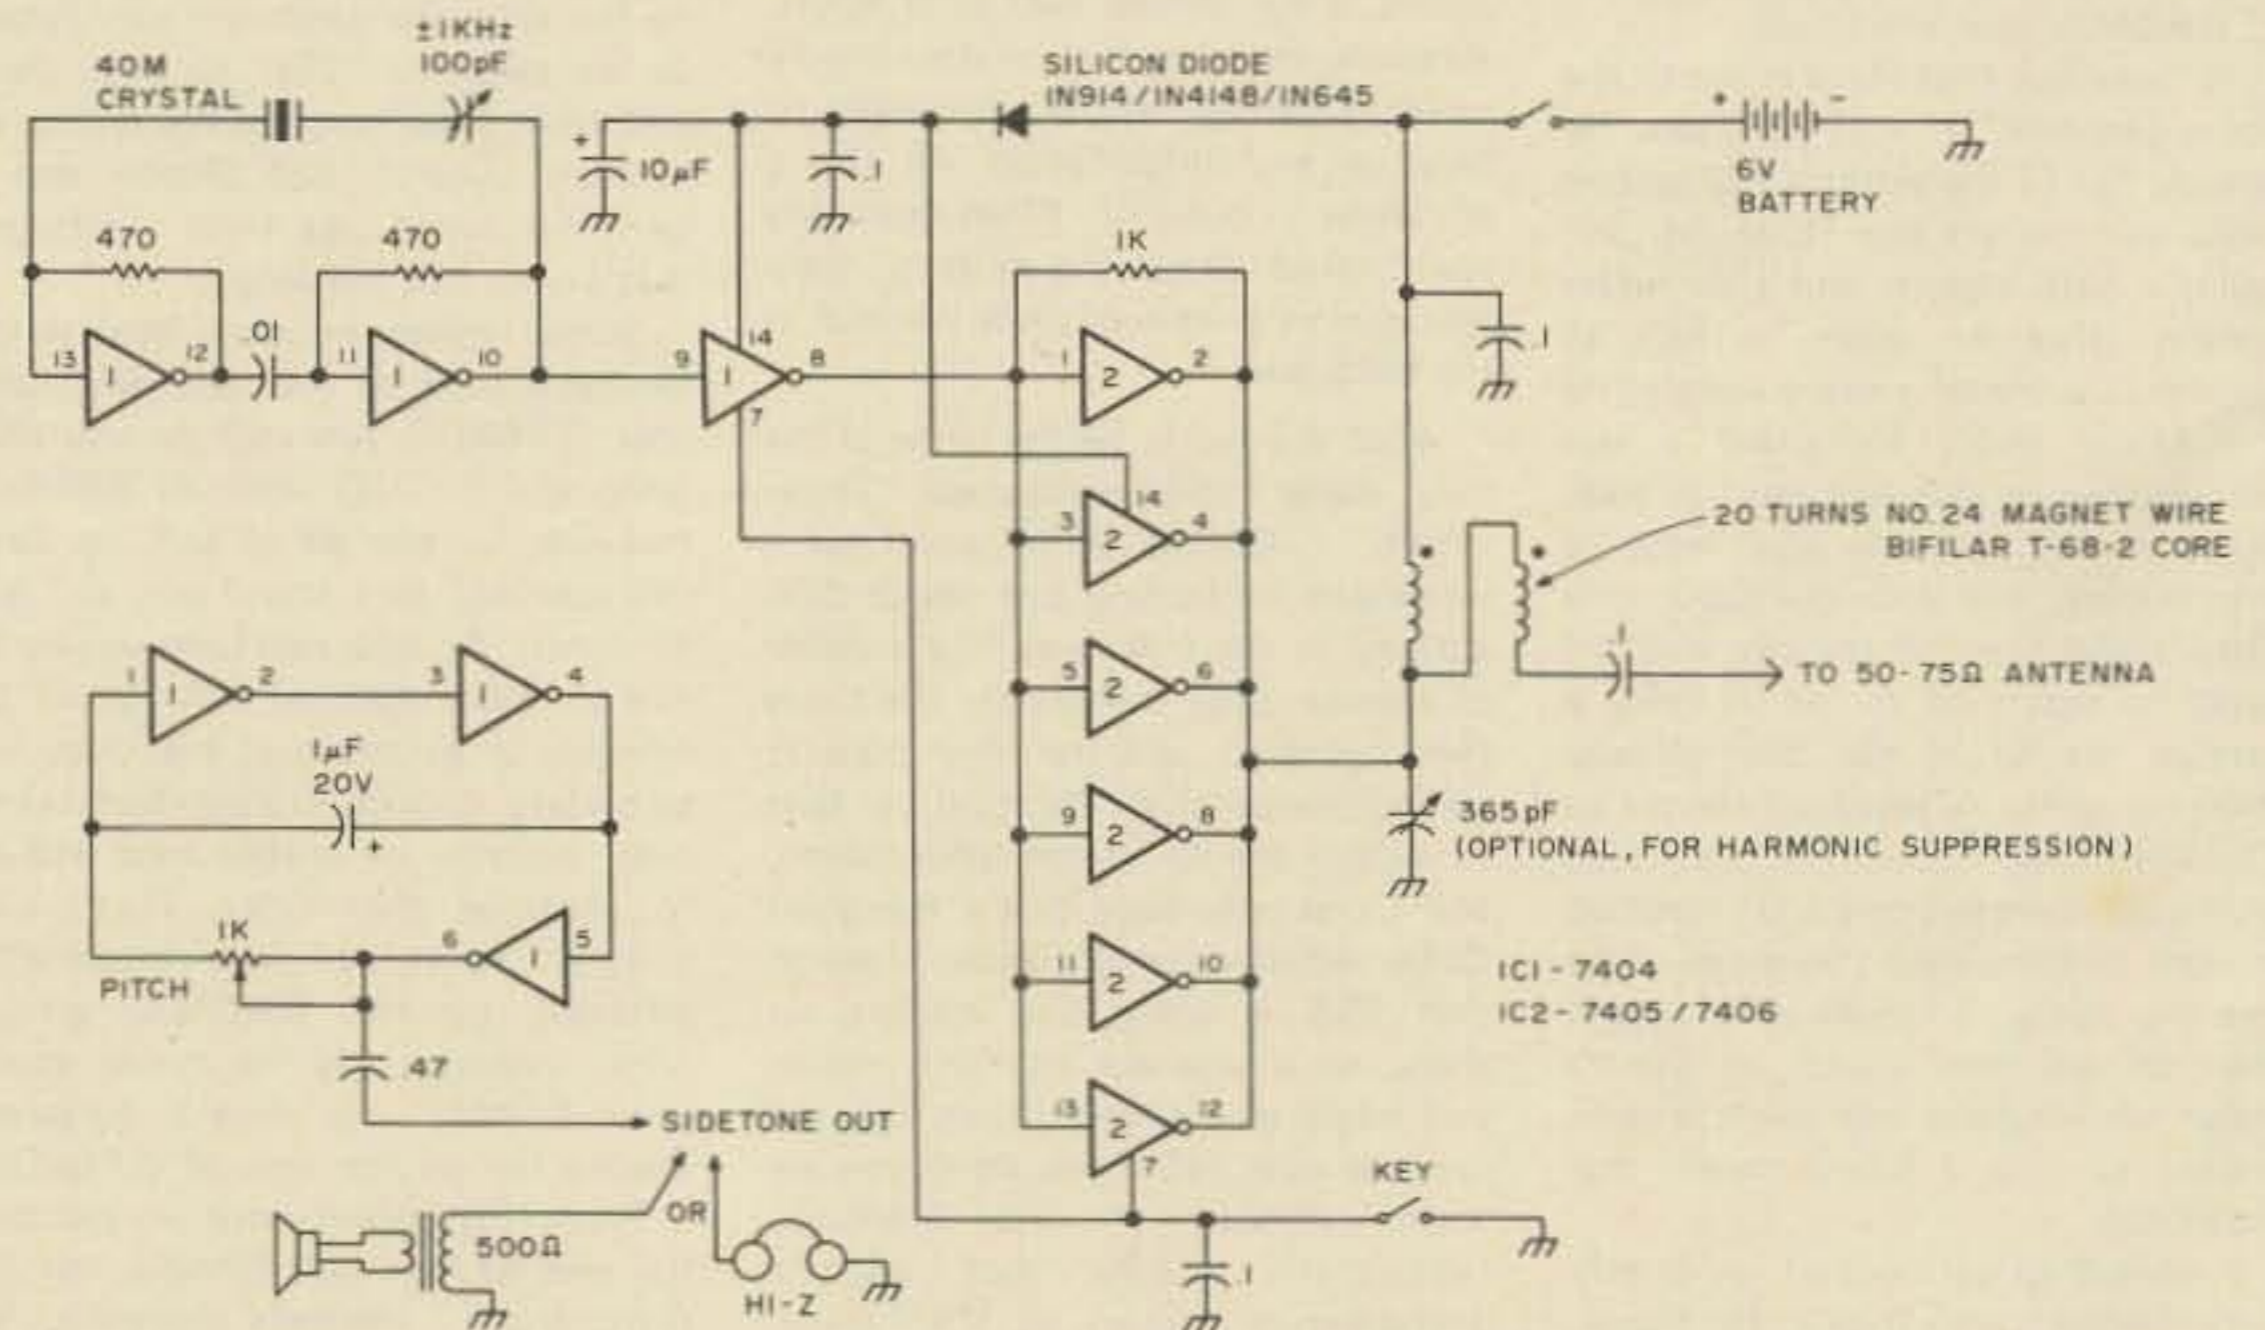 ±1KHz
100pF
40M
CRYSTAL
SILICON DIODE
1N914/1N4148/1N645
+
10µF
.1
+ -
6V
BATTERY
470
470
1K
.01
13 1 12
11 1 10
9 1 8
14
7
1 2 2
.1
14
3 2 4
20 TURNS NO. 24 MAGNET WIRE
BIFILAR T-68-2 CORE
1 1 2
3 1 4
5 2 6
.1
TO 50-75Ω ANTENNA
1µF
20V
+
9 2 8
365pF
(OPTIONAL, FOR HARMONIC SUPPRESSION)
1K
6 1 5
PITCH
11 2 10
IC1 - 7404
IC2 - 7405/7406
.47
13 2 12
7
SIDETONE OUT
KEY
OR
500Ω
HI-Z
.1